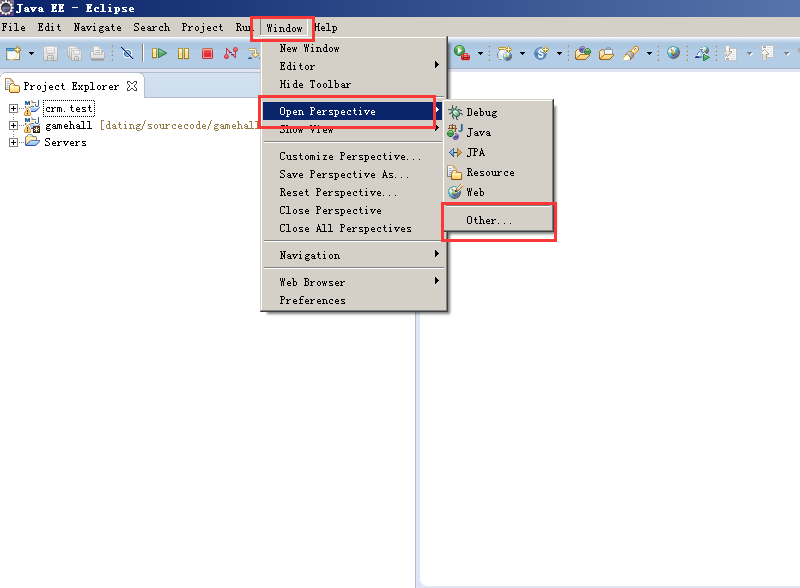 Java EE - Eclipse
File Edit Navigate Search Project Run Window Help
Project Explorer
crm.test
gamehall [dating/sourcecode/gamehall
Servers
New Window
Editor
Hide Toolbar
Open Perspective
Show View
Customize Perspective...
Save Perspective As...
Reset Perspective...
Close Perspective
Close All Perspectives
Navigation
Web Browser
Preferences
Debug
Java
JPA
Resource
Web
Other...